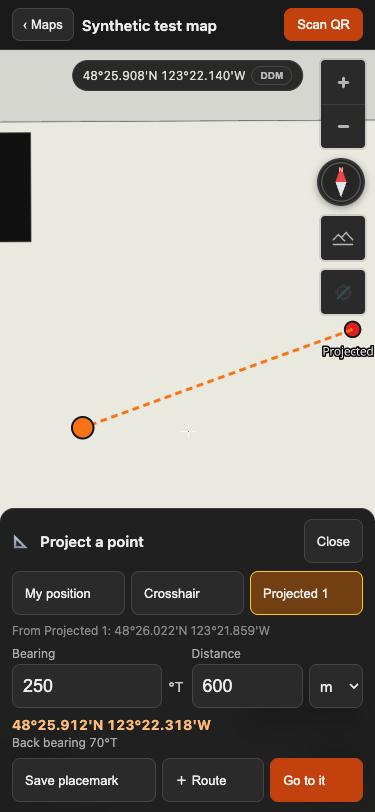 ‹ Maps
Synthetic test map
Scan QR
48°25.908'N 123°22.140'W DDM
+
−
N
Projected
Project a point
Close
My position
Crosshair
Projected 1
From Projected 1: 48°26.022'N 123°21.859'W
Bearing
Distance
250 °T
600
m
48°25.912'N 123°22.318'W
Back bearing 70°T
Save placemark
+ Route
Go to it